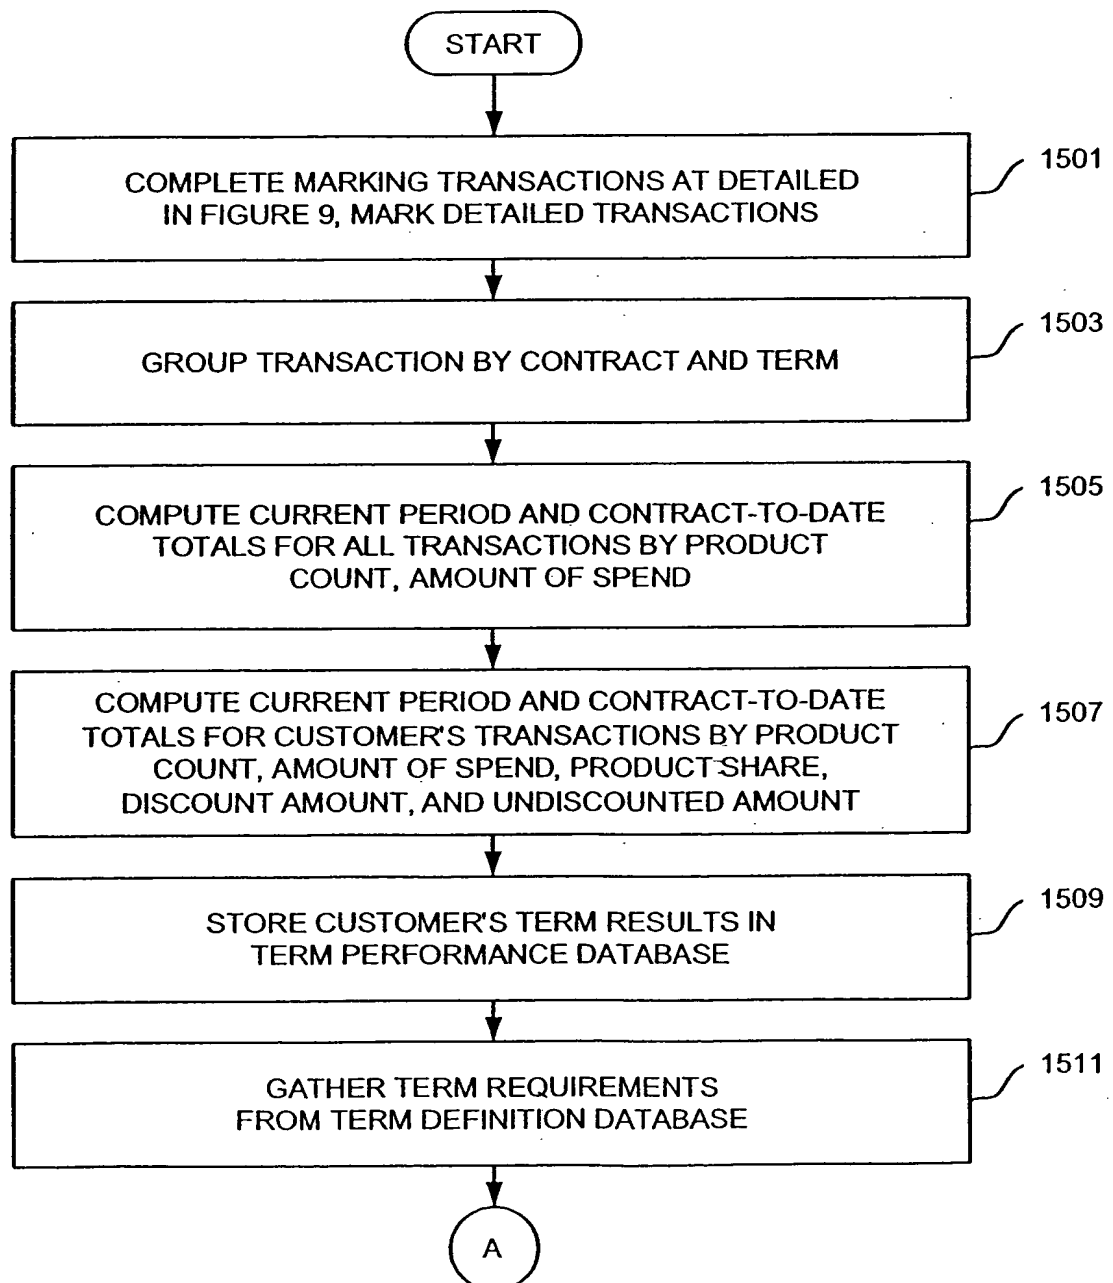 START
COMPLETE MARKING TRANSACTIONS AT DETAILED
IN FIGURE 9, MARK DETAILED TRANSACTIONS
1501
GROUP TRANSACTION BY CONTRACT AND TERM
1503
COMPUTE CURRENT PERIOD AND CONTRACT-TO-DATE
TOTALS FOR ALL TRANSACTIONS BY PRODUCT
COUNT, AMOUNT OF SPEND
1505
COMPUTE CURRENT PERIOD AND CONTRACT-TO-DATE
TOTALS FOR CUSTOMER'S TRANSACTIONS BY PRODUCT
COUNT, AMOUNT OF SPEND, PRODUCT SHARE,
DISCOUNT AMOUNT, AND UNDISCOUNTED AMOUNT
1507
STORE CUSTOMER'S TERM RESULTS IN
TERM PERFORMANCE DATABASE
1509
GATHER TERM REQUIREMENTS
FROM TERM DEFINITION DATABASE
1511
A